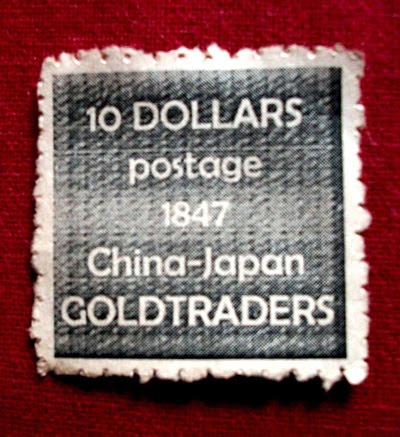 10 DOLLARS
postage
1847
China-Japan
GOLDTRADERS